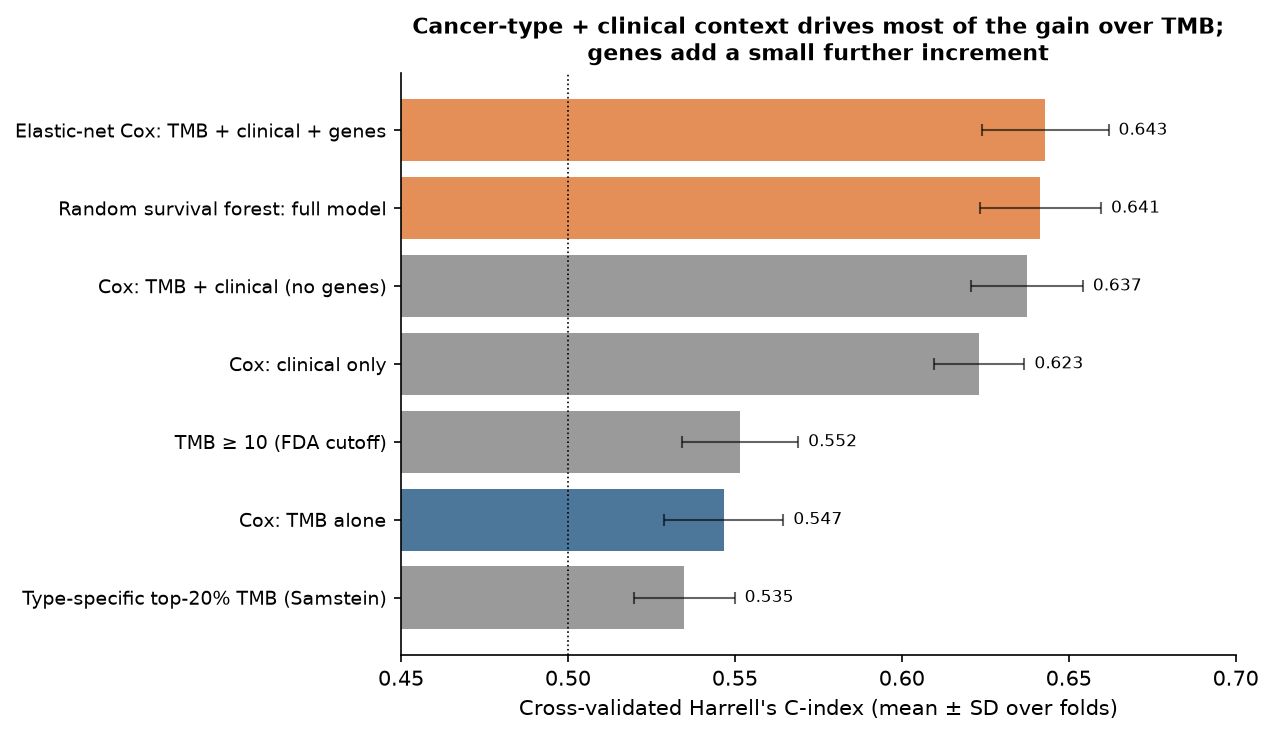 Cancer-type + clinical context drives most of the gain over TMB;
genes add a small further increment
Elastic-net Cox: TMB + clinical + genes
0.643
Random survival forest: full model
0.641
Cox: TMB + clinical (no genes)
0.637
Cox: clinical only
0.623
TMB ≥ 10 (FDA cutoff)
0.552
Cox: TMB alone
0.547
Type-specific top-20% TMB (Samstein)
0.535
0.45 0.50 0.55 0.60 0.65 0.70
Cross-validated Harrell's C-index (mean ± SD over folds)